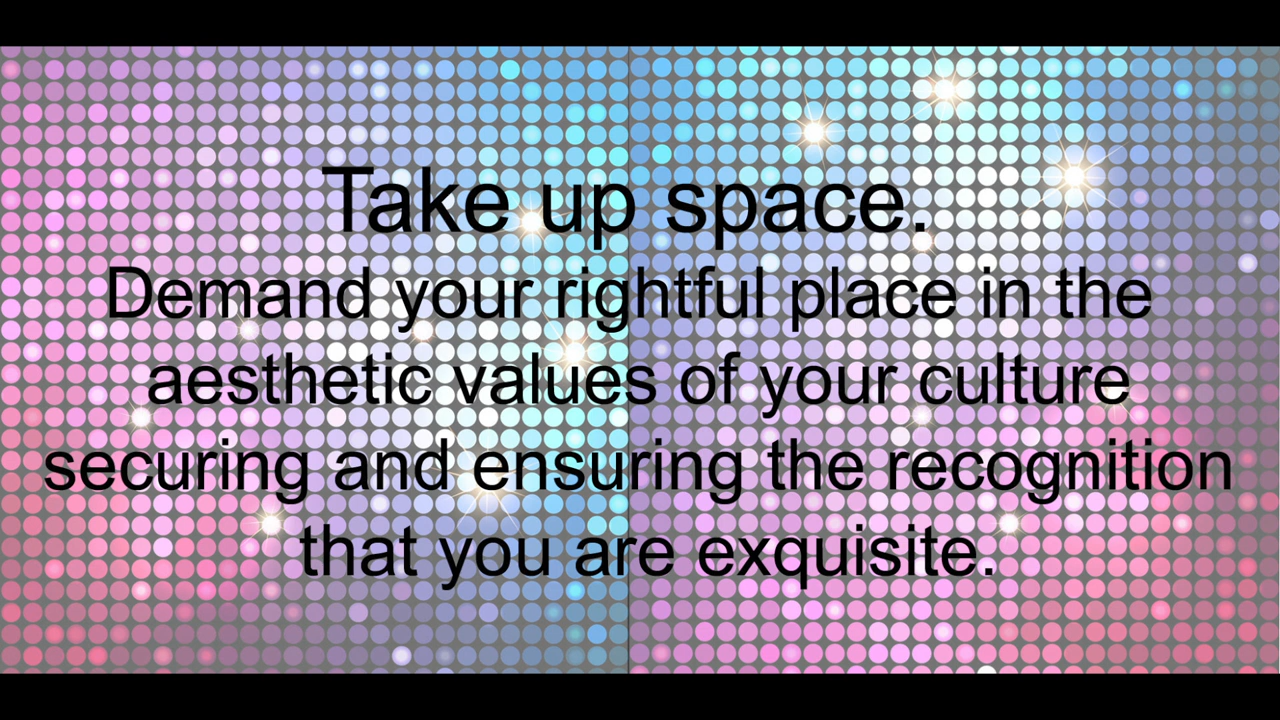 Take up space.
Demand your rightful place in the
aesthetic values of your culture
securing and ensuring the recognition
that you are exquisite.